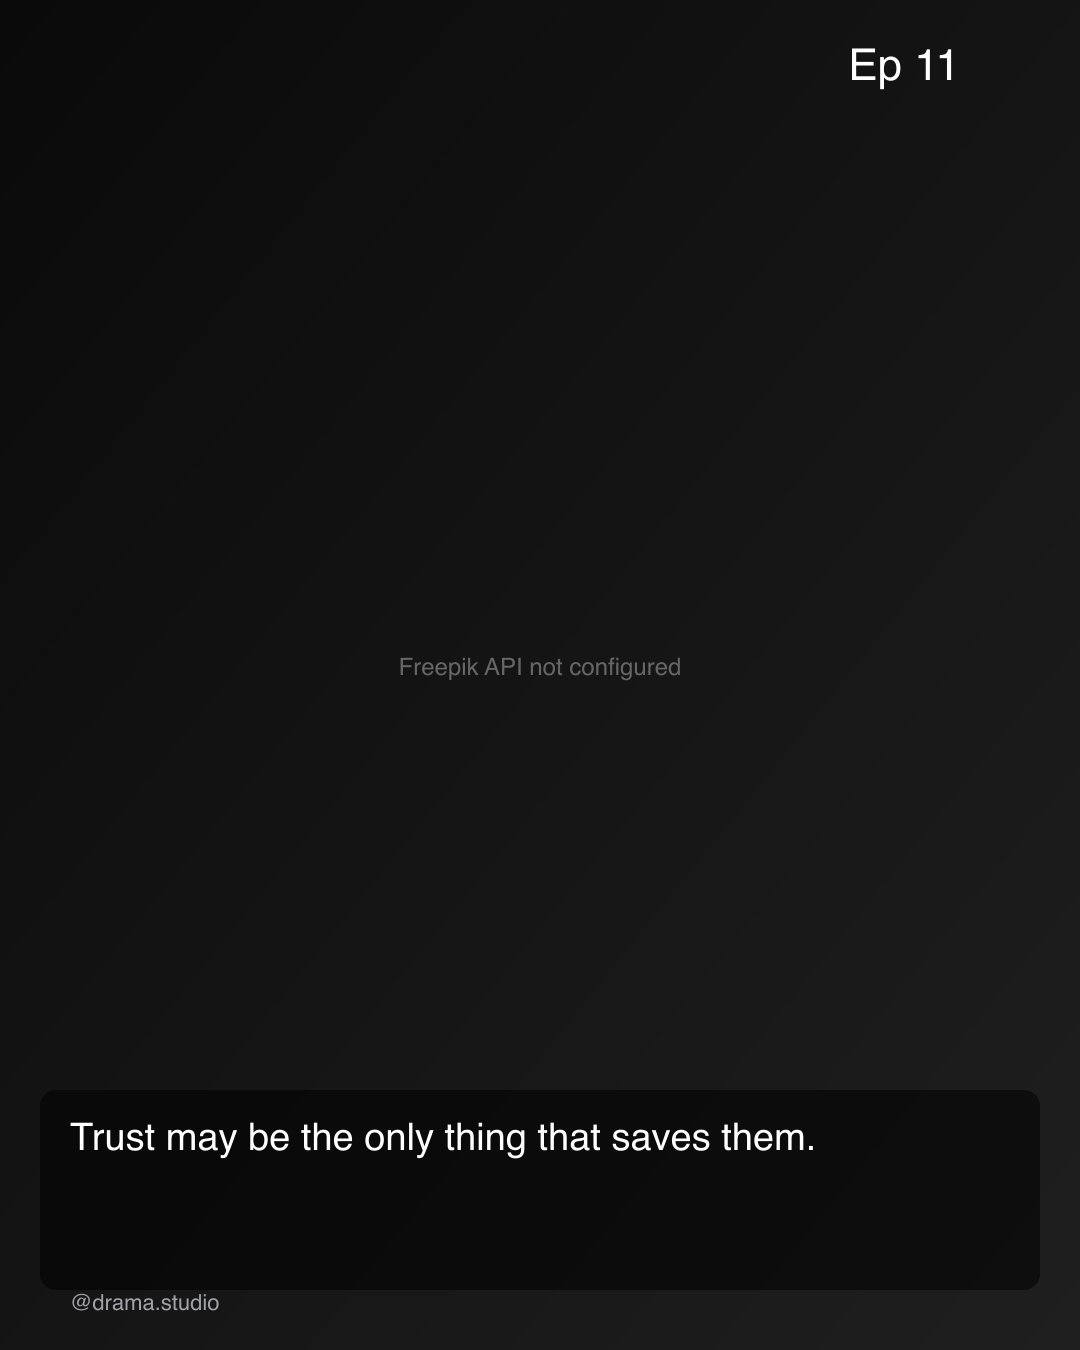 Ep 11
Freepik API not configured
Trust may be the only thing that saves them.
@drama.studio